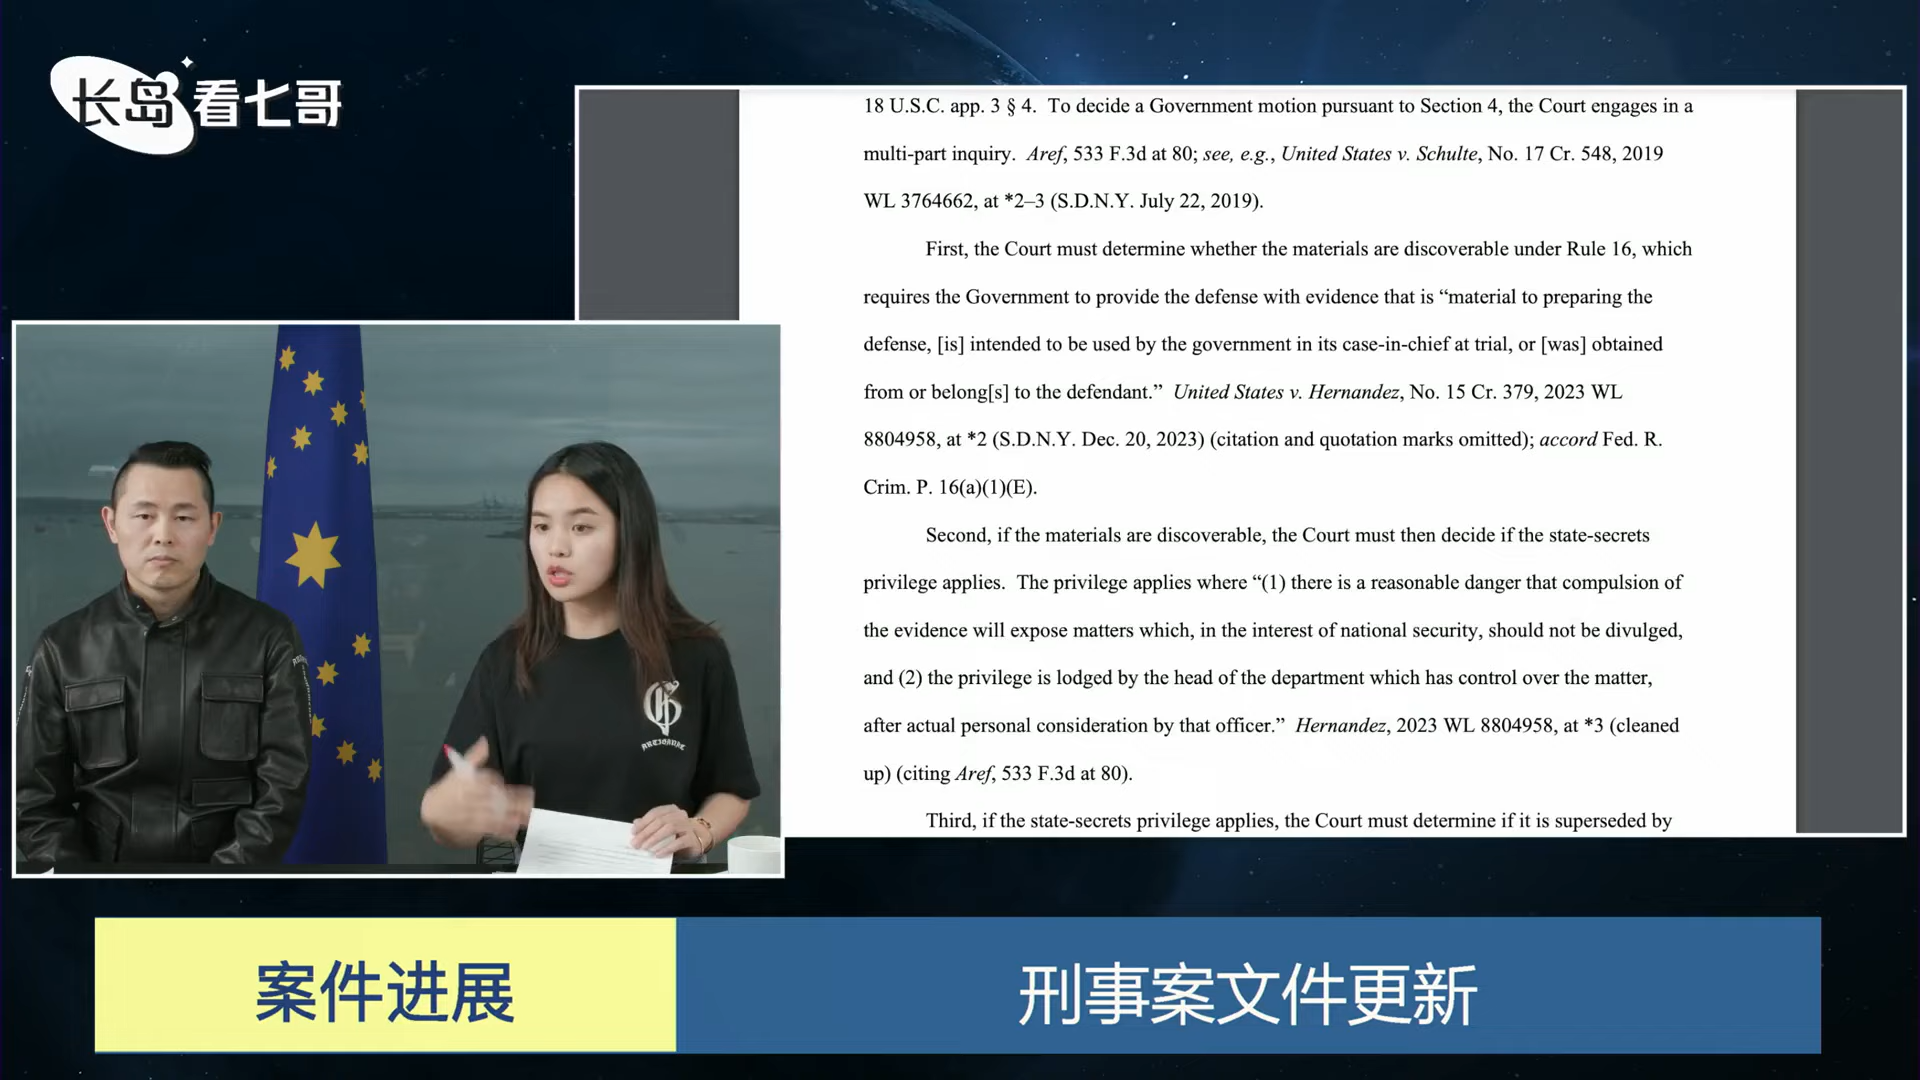 长岛看七哥
18 U.S.C. app. 3 § 4.  To decide a Government motion pursuant to Section 4, the Court engages in a
multi-part inquiry.  Aref, 533 F.3d at 80; see, e.g., United States v. Schulte, No. 17 Cr. 548, 2019
WL 3764662, at *2–3 (S.D.N.Y. July 22, 2019).
First, the Court must determine whether the materials are discoverable under Rule 16, which
requires the Government to provide the defense with evidence that is “material to preparing the
defense, [is] intended to be used by the government in its case-in-chief at trial, or [was] obtained
from or belong[s] to the defendant.”  United States v. Hernandez, No. 15 Cr. 379, 2023 WL
8804958, at *2 (S.D.N.Y. Dec. 20, 2023) (citation and quotation marks omitted); accord Fed. R.
Crim. P. 16(a)(1)(E).
Second, if the materials are discoverable, the Court must then decide if the state-secrets
privilege applies.  The privilege applies where “(1) there is a reasonable danger that compulsion of
the evidence will expose matters which, in the interest of national security, should not be divulged,
and (2) the privilege is lodged by the head of the department which has control over the matter,
after actual personal consideration by that officer.”  Hernandez, 2023 WL 8804958, at *3 (cleaned
up) (citing Aref, 533 F.3d at 80).
Third, if the state-secrets privilege applies, the Court must determine if it is superseded by
ARTISANAL
案件进展
刑事案文件更新